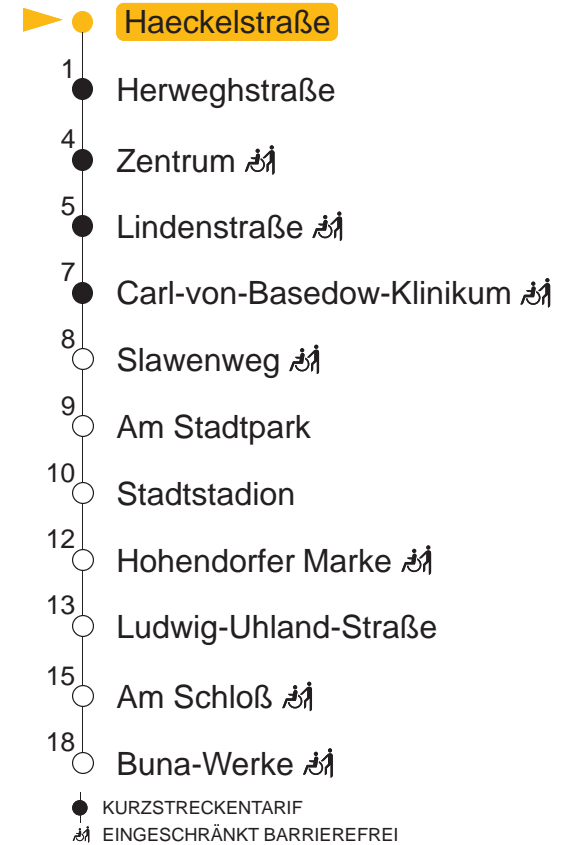 Haeckelstraße
1
Herweghstraße
4
Zentrum
5
Lindenstraße
7
Carl-von-Basedow-Klinikum
8
Slawenweg
9
Am Stadtpark
10
Stadtstadion
12
Hohendorfer Marke
13
Ludwig-Uhland-Straße
15
Am Schloß
18
Buna-Werke
KURZSTRECKENTARIF
EINGESCHRÄNKT BARRIEREFREI